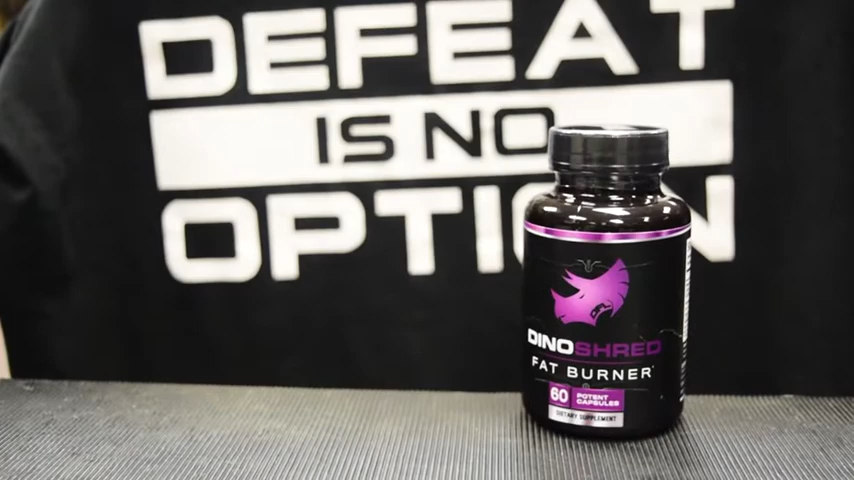 DEFEAT
IS NO
OPTION
DINOSHRED
FAT BURNER
60 POTENT
CAPSULES
DIETARY SUPPLEMENT